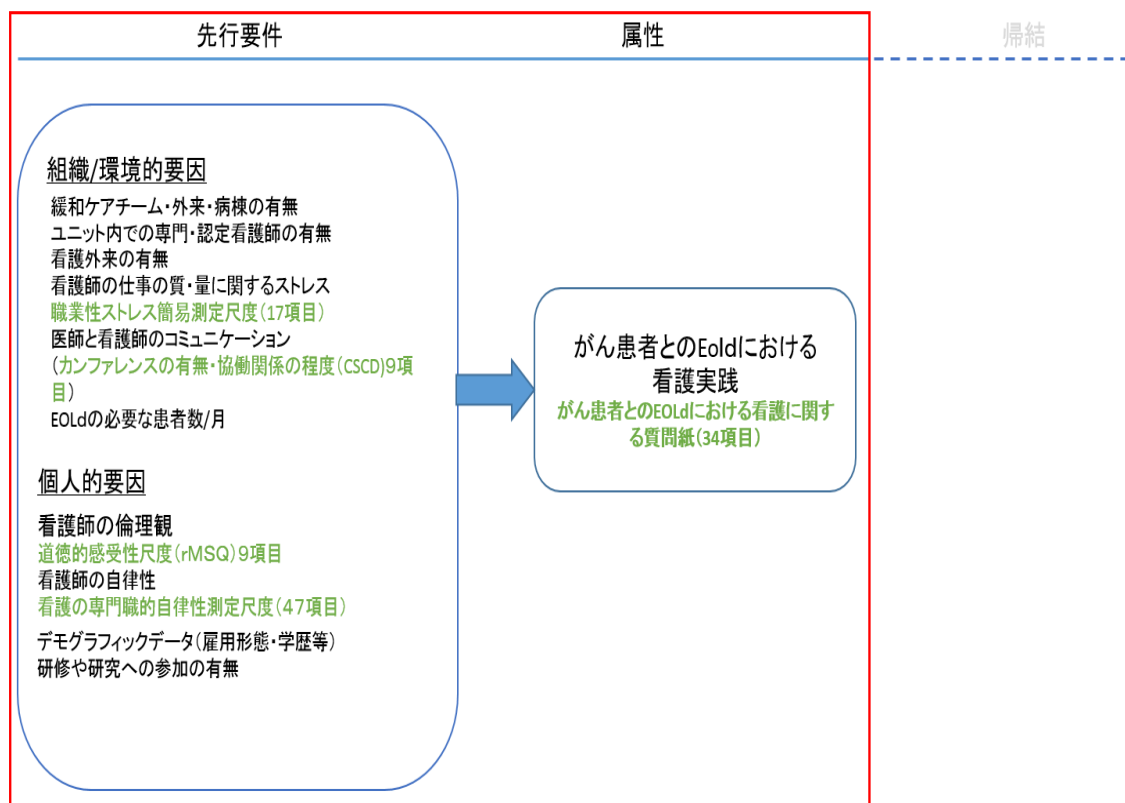 先行要件
属性
帰結
組織/環境的要因
緩和ケアチーム・外来・病棟の有無
ユニット内での専門・認定看護師の有無
看護外来の有無
看護師の仕事の質・量に関するストレス
職業性ストレス簡易測定尺度(17項目)
医師と看護師のコミュニケーション
(カンファレンスの有無・協働関係の程度(CSCD)9項
目)
EOLdの必要な患者数/月
個人的要因
看護師の倫理観
道徳的感受性尺度(rMSQ)9項目
看護師の自律性
看護の専門職的自律性測定尺度(47項目)
デモグラフィックデータ(雇用形態・学歴等)
研修や研究への参加の有無
がん患者とのEoldにおける
看護実践
がん患者とのEOLdにおける看護に関す
る質問紙(34項目)